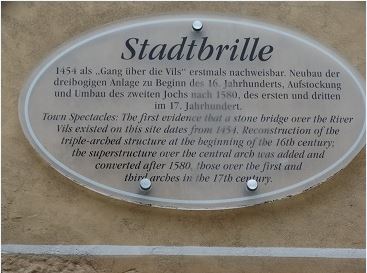 Stadtbrille
1454 als „Gang über die Vils" erstmals nachweisbar. Neubau der
dreibogigen Anlage zu Beginn des 16. Jahrhunderts, Aufstockung
und Umbau des zweiten Jochs nach 1580, des ersten und dritten
im 17. Jahrhundert.
Town Spectacles: The first evidence that a stone bridge over the River
Vils existed on this site dates from 1454. Reconstruction of the
triple-arched structure at the beginning of the 16th century;
the superstructure over the central arch was added and
converted after 1580, those over the first and
third arches in the 17th century.